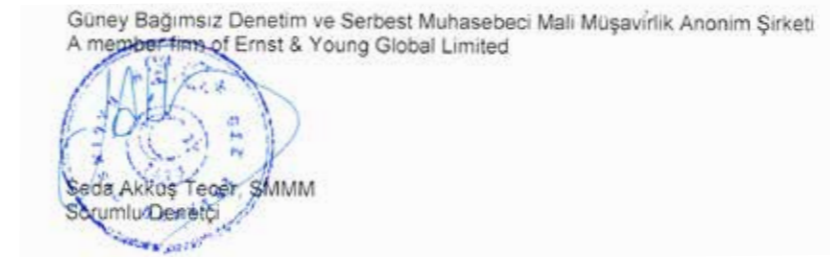 Güney Bağımsız Denetim ve Serbest Muhasebeci Mali Müşavirlik Anonim Şirketi
A member firm of Ernst & Young Global Limited
Seda Akkuş Tecer, SMMM
Sorumlu Denetçi